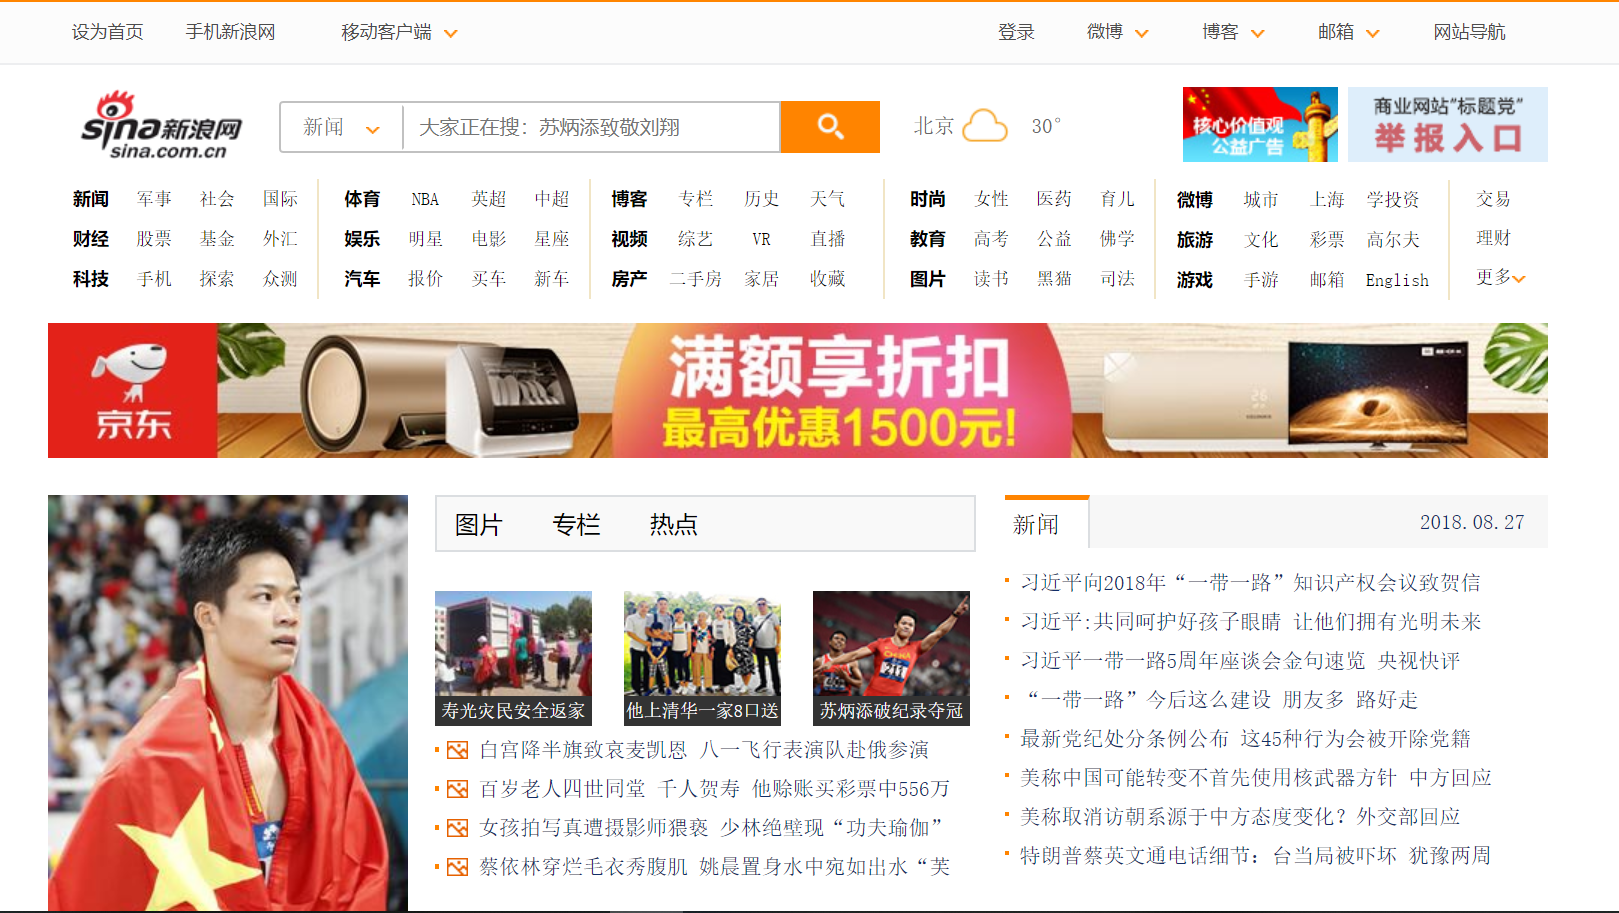 设为首页 手机新浪网 移动客户端 登录 微博 博客 邮箱 网站导航
sina新浪网
sina.com.cn
新闻 大家正在搜：苏炳添致敬刘翔
北京 30°
核心价值观
公益广告
商业网站“标题党”
举报入口
新闻 军事 社会 国际 体育 NBA 英超 中超 博客 专栏 历史 天气 时尚 女性 医药 育儿 微博 城市 上海 学投资 交易
财经 股票 基金 外汇 娱乐 明星 电影 星座 视频 综艺 VR 直播 教育 高考 公益 佛学 旅游 文化 彩票 高尔夫 理财
科技 手机 探索 众测 汽车 报价 买车 新车 房产 二手房 家居 收藏 图片 读书 黑猫 司法 游戏 手游 邮箱 English 更多
京东
满额享折扣
最高优惠1500元!
图片 专栏 热点
CHINA
211
寿光灾民安全返家 他上清华一家8口送 苏炳添破纪录夺冠
白宫降半旗致哀麦凯恩 八一飞行表演队赴俄参演
百岁老人四世同堂 千人贺寿 他赊账买彩票中556万
女孩拍写真遭摄影师猥亵 少林绝壁现“功夫瑜伽”
蔡依林穿烂毛衣秀腹肌 姚晨置身水中宛如出水“芙
新闻 2018.08.27
习近平向2018年“一带一路”知识产权会议致贺信
习近平:共同呵护好孩子眼睛 让他们拥有光明未来
习近平一带一路5周年座谈会金句速览 央视快评
“一带一路”今后这么建设 朋友多 路好走
最新党纪处分条例公布 这45种行为会被开除党籍
美称中国可能转变不首先使用核武器方针 中方回应
美称取消访朝系源于中方态度变化？外交部回应
特朗普蔡英文通电话细节：台当局被吓坏 犹豫两周